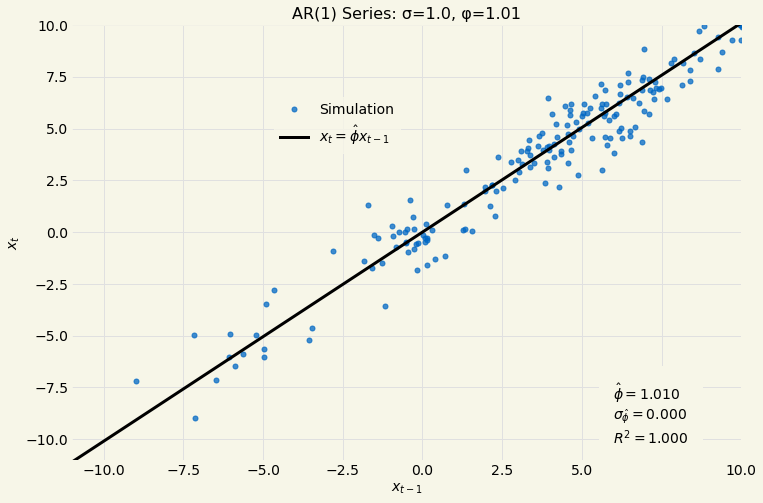 AR(1) Series: σ=1.0, φ=1.01
10.0
7.5
5.0
2.5
0.0
−2.5
−5.0
−7.5
−10.0
x_t
Simulation
x_t = ϕ̂x_{t−1}
ϕ̂ = 1.010
σ_ϕ̂ = 0.000
R² = 1.000
−10.0 −7.5 −5.0 −2.5 0.0 2.5 5.0 7.5 10.0
x_{t−1}